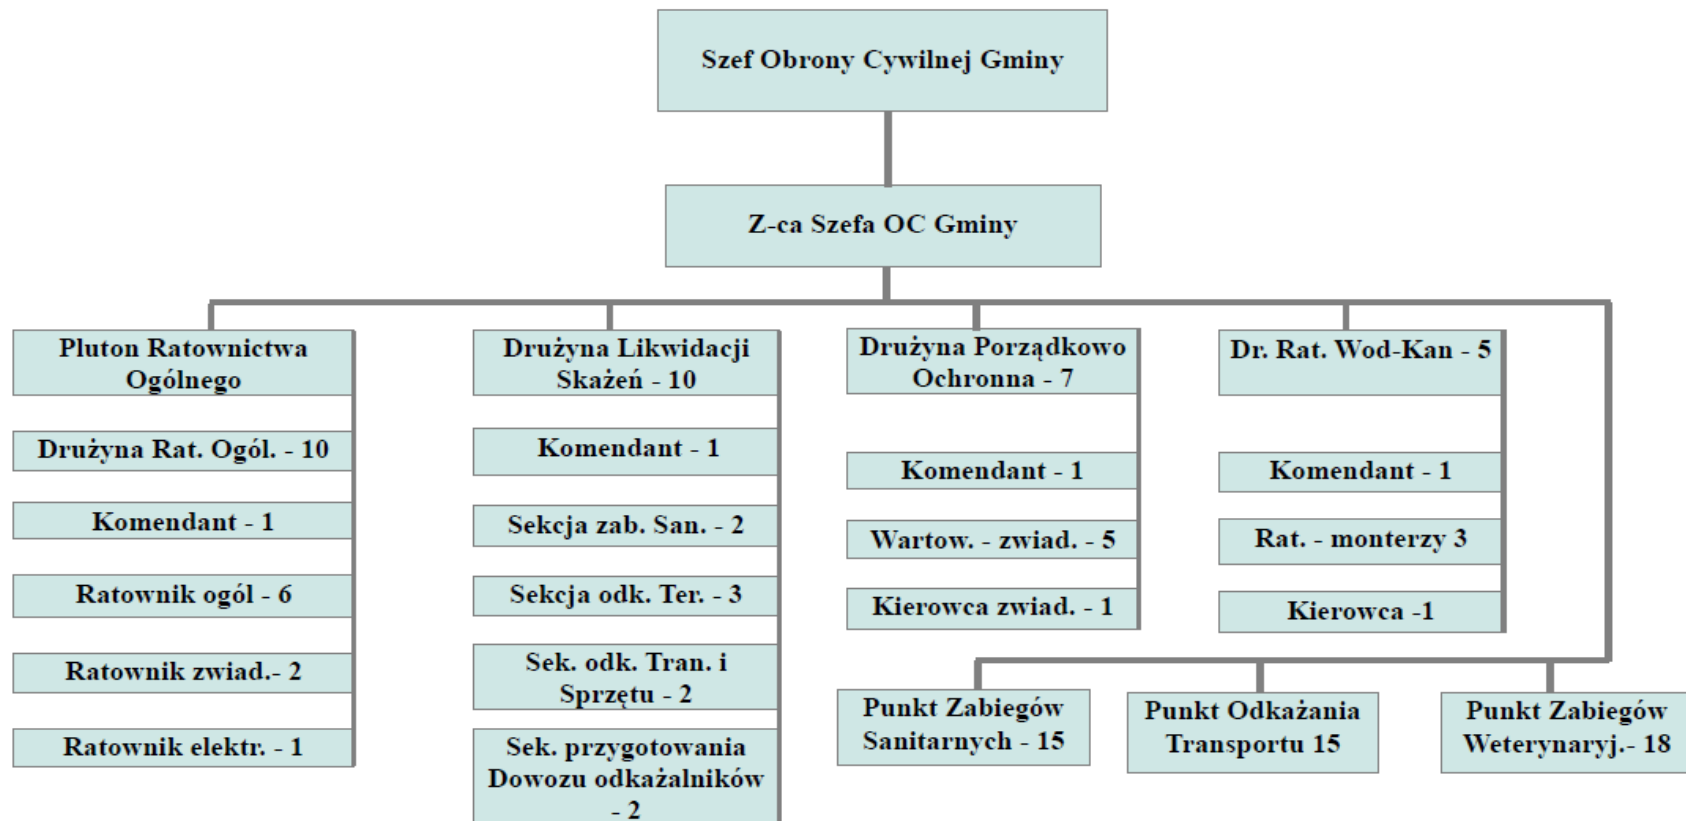 Szef Obrony Cywilnej Gminy
Z-ca Szefa OC Gminy
Pluton Ratownictwa
Ogólnego
Drużyna Rat. Ogól. - 10
Komendant - 1
Ratownik ogól - 6
Ratownik zwiad.- 2
Ratownik elektr. - 1
Drużyna Likwidacji
Skażeń - 10
Komendant - 1
Sekcja zab. San. - 2
Sekcja odk. Ter. - 3
Sek. odk. Tran. i
Sprzętu - 2
Sek. przygotowania
Dowozu odkażalników
- 2
Drużyna Porządkowo
Ochronna - 7
Komendant - 1
Wartow. - zwiad. - 5
Kierowca zwiad. - 1
Dr. Rat. Wod-Kan - 5
Komendant - 1
Rat. - monterzy 3
Kierowca -1
Punkt Zabiegów
Sanitarnych - 15
Punkt Odkażania
Transportu 15
Punkt Zabiegów
Weterynaryj.- 18